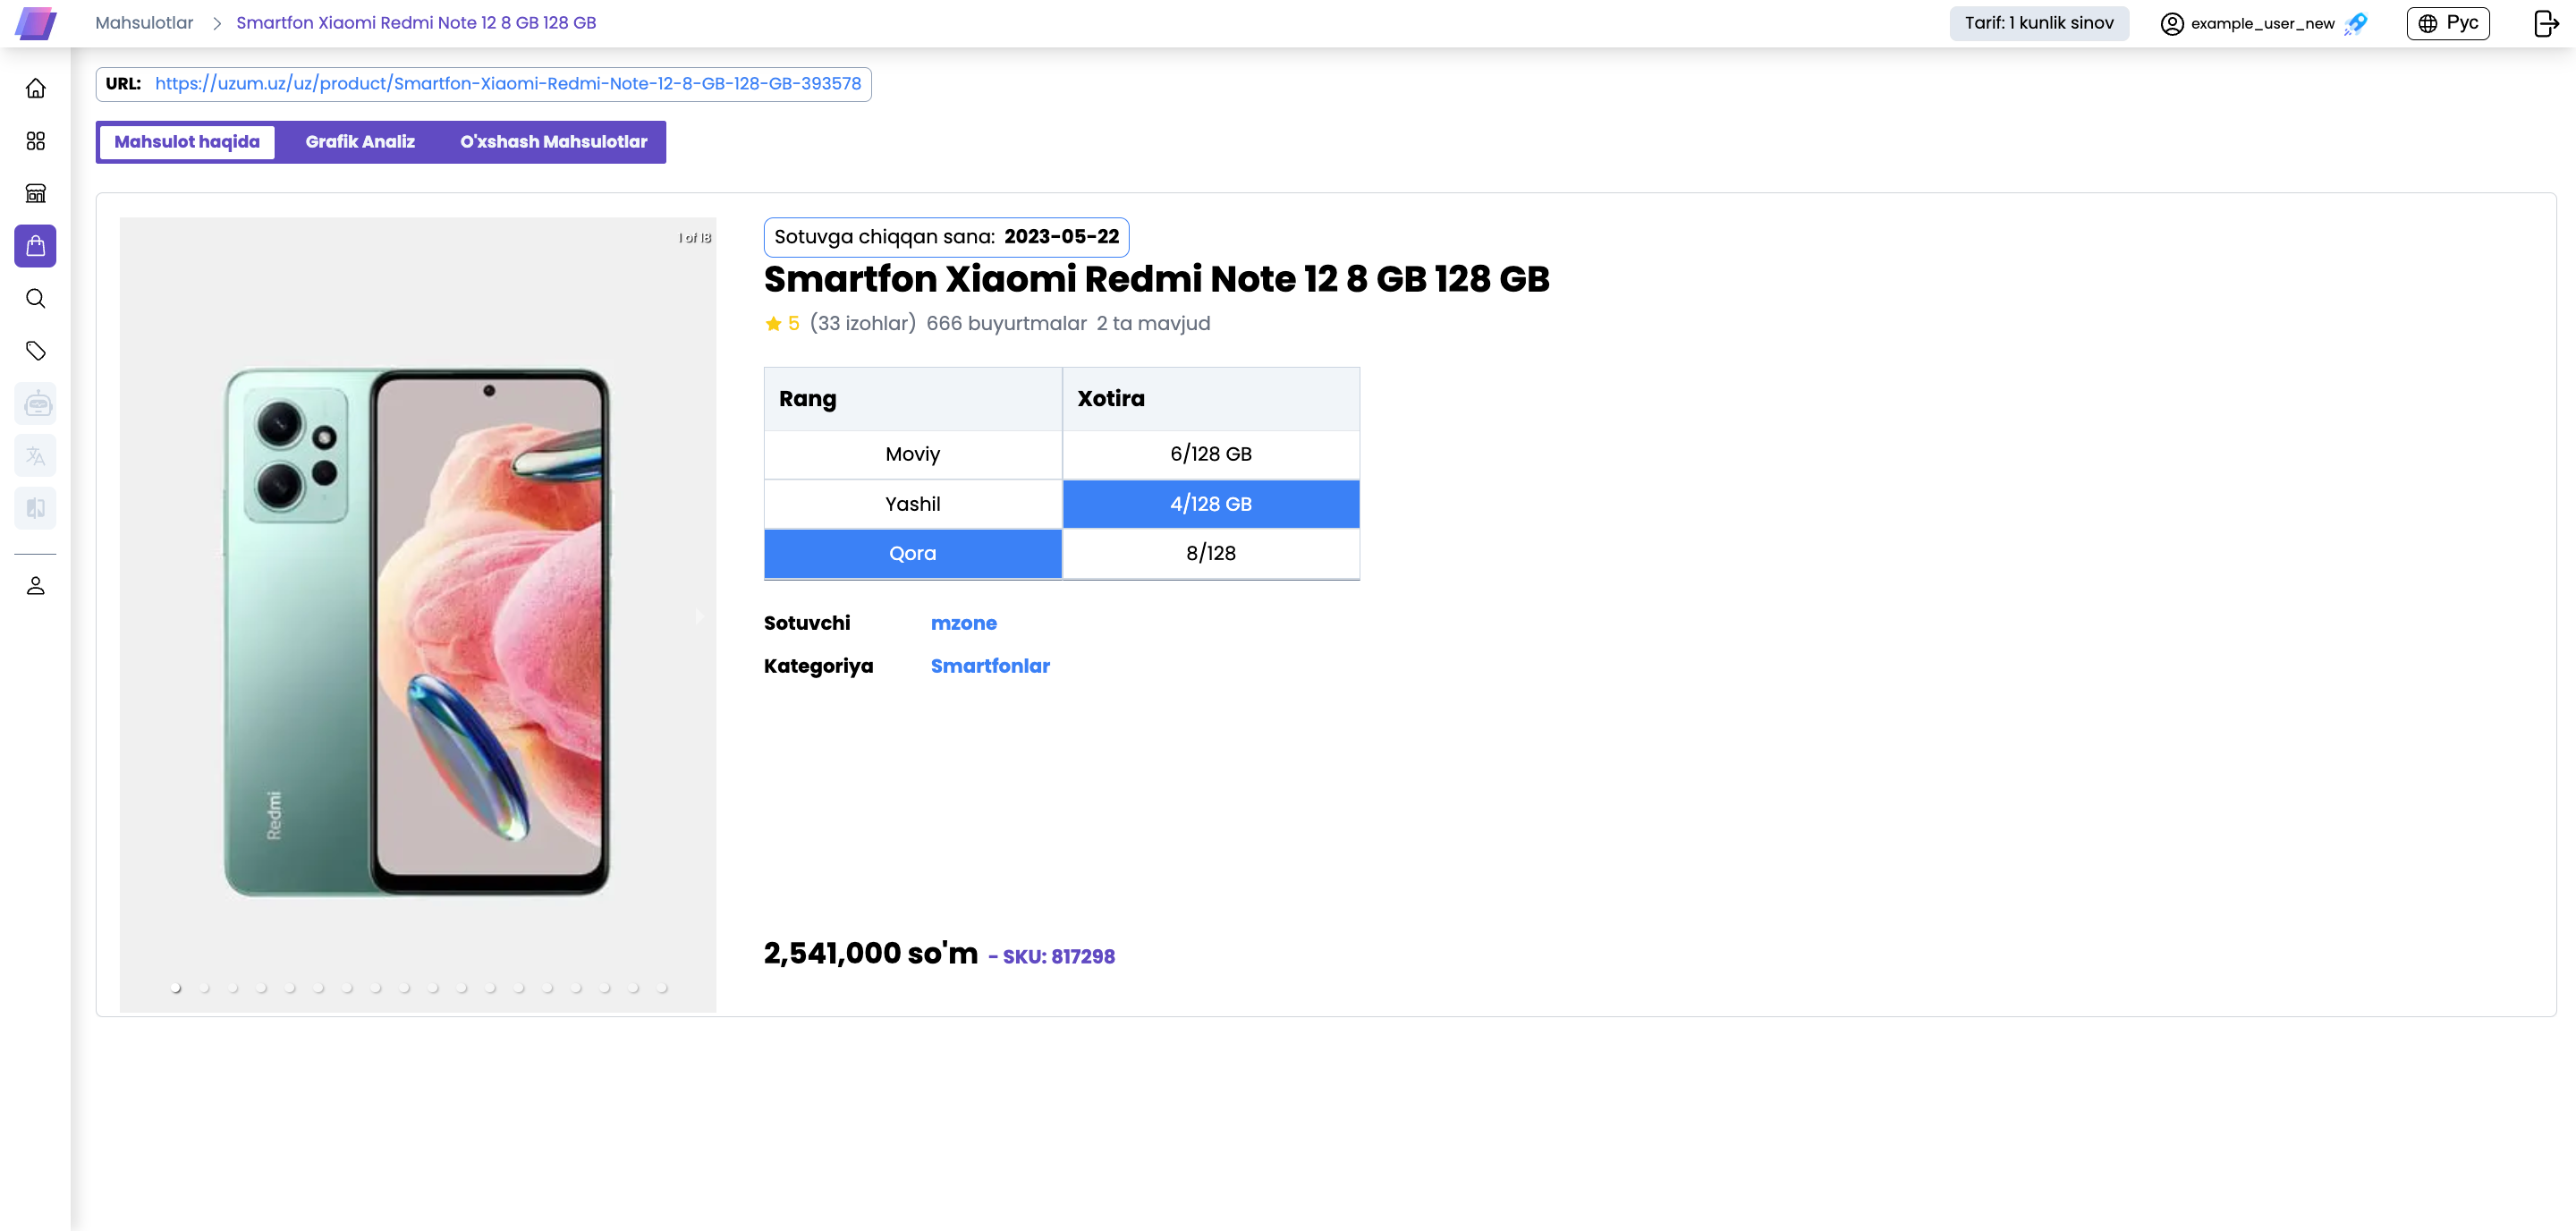 Mahsulotlar > Smartfon Xiaomi Redmi Note 12 8 GB 128 GB
Tarif: 1 kunlik sinov
example_user_new
Рус
URL: https://uzum.uz/uz/product/Smartfon-Xiaomi-Redmi-Note-12-8-GB-128-GB-393578
Mahsulot haqida Grafik Analiz O'xshash Mahsulotlar
1 of 18
Redmi
Sotuvga chiqqan sana: 2023-05-22
Smartfon Xiaomi Redmi Note 12 8 GB 128 GB
5 (33 izohlar) 666 buyurtmalar 2 ta mavjud
Rang Xotira
Moviy 6/128 GB
Yashil 4/128 GB
Qora 8/128
Sotuvchi mzone
Kategoriya Smartfonlar
2,541,000 so'm - SKU: 817298